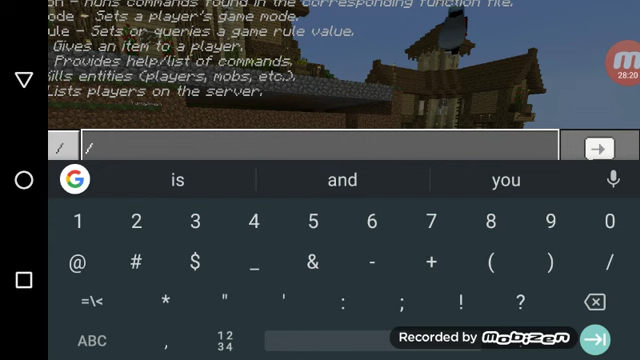 - Runs commands found in the corresponding function file.
ode - Sets a player's game mode.
ule - Sets or queries a game rule value.
Gives an item to a player.
Provides help/list of commands.
Kills entities (players, mobs, etc.).
Lists players on the server.
28:20
/ /
G is and you
1 2 3 4 5 6 7 8 9 0
@ # $ _ & - + ( ) /
=\< * " ' : ; ! ?
ABC , 12 34
Recorded by MOBIZEN